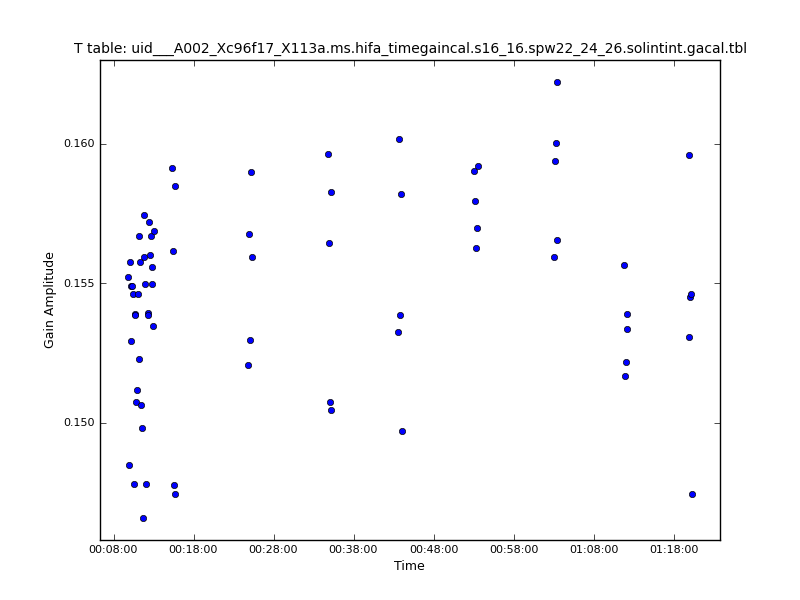 T table: uid___A002_Xc96f17_X113a.ms.hifa_timegaincal.s16_16.spw22_24_26.solintint.gacal.tbl
0.160
0.155
0.150
Gain Amplitude
00:08:00 00:18:00 00:28:00 00:38:00 00:48:00 00:58:00 01:08:00 01:18:00
Time